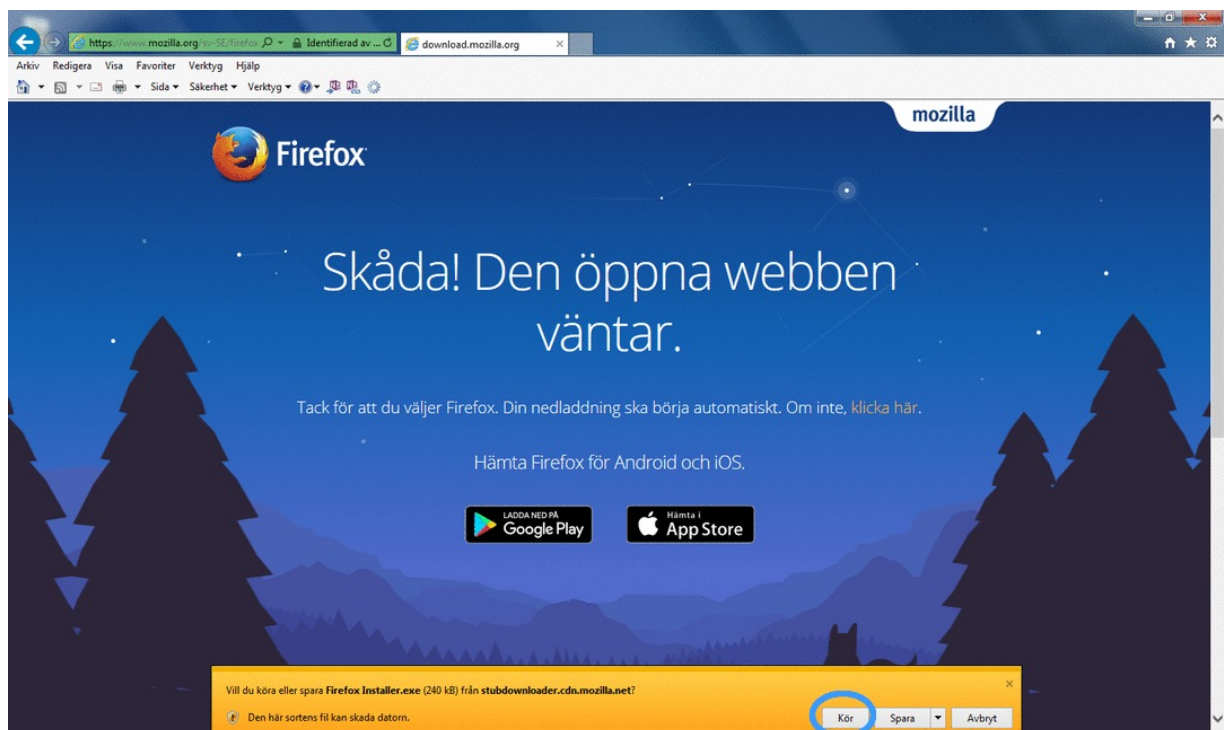 https://www.mozilla.org/sv-SE/firefox
Identifierad av ...
download.mozilla.org
Arkiv Redigera Visa Favoriter Verktyg Hjälp
Sida Säkerhet Verktyg
mozilla
Firefox
Skåda! Den öppna webben
väntar.
Tack för att du väljer Firefox. Din nedladdning ska börja automatiskt. Om inte, klicka här.
Hämta Firefox för Android och iOS.
LADDA NED PÅ
Google Play
Hämta i
App Store
Vill du köra eller spara Firefox Installer.exe (240 kB) från stubdownloader.cdn.mozilla.net?
Den här sortens fil kan skada datorn.
Kör Spara Avbryt